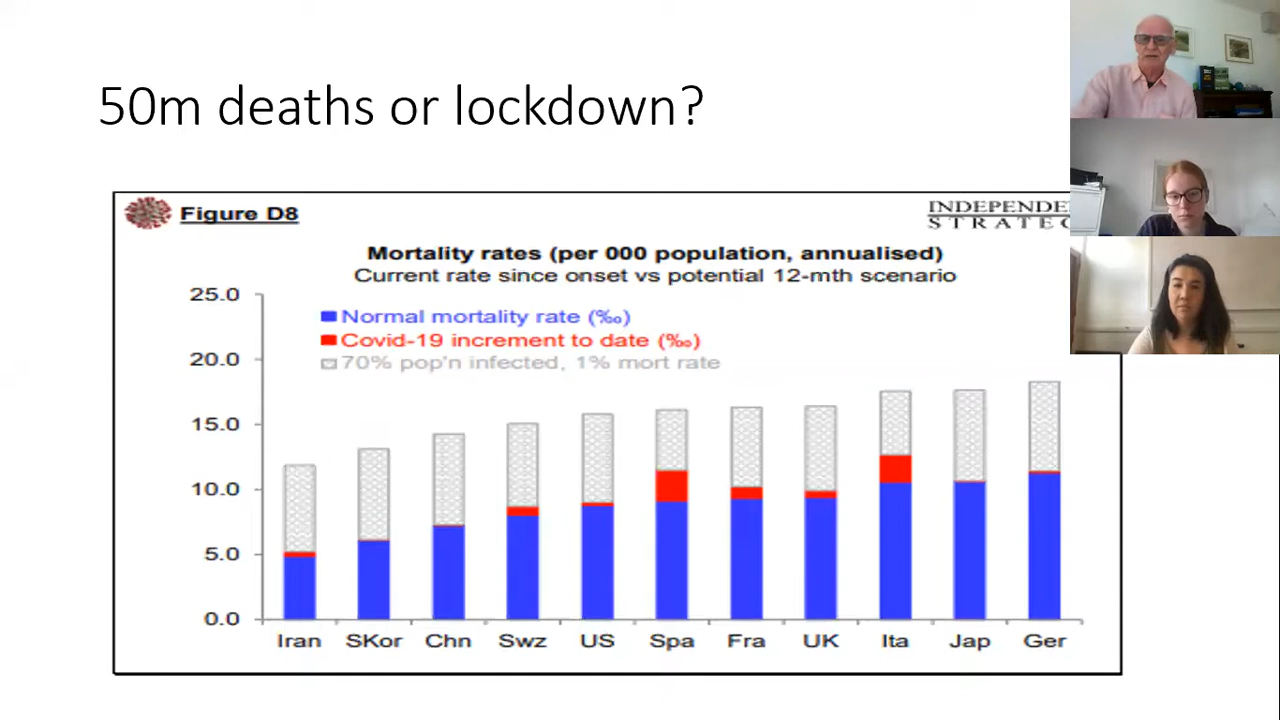 50m deaths or lockdown?
Figure D8
INDEPENDE
STRATEG
Mortality rates (per 000 population, annualised)
Current rate since onset vs potential 12-mth scenario
Normal mortality rate (‰)
Covid-19 increment to date (‰)
70% pop'n infected, 1% mort rate
25.0
20.0
15.0
10.0
5.0
0.0
Iran SKor Chn Swz US Spa Fra UK Ita Jap Ger